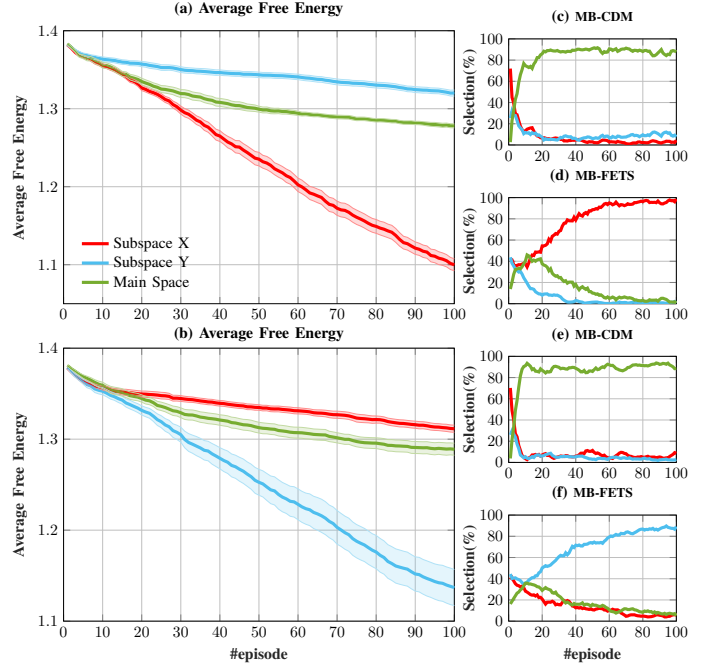 (a) Average Free Energy
1.4
1.3
1.2
1.1
Average Free Energy
Subspace X
Subspace Y
Main Space
0 10 20 30 40 50 60 70 80 90 100
(b) Average Free Energy
1.4
1.3
1.2
1.1
Average Free Energy
0 10 20 30 40 50 60 70 80 90 100
#episode
(c) MB-CDM
100
80
60
40
20
0
Selection(%)
0 20 40 60 80 100
(d) MB-FETS
100
80
60
40
20
0
Selection(%)
0 20 40 60 80 100
(e) MB-CDM
100
80
60
40
20
0
Selection(%)
0 20 40 60 80 100
(f) MB-FETS
100
80
60
40
20
0
Selection(%)
0 20 40 60 80 100
#episode